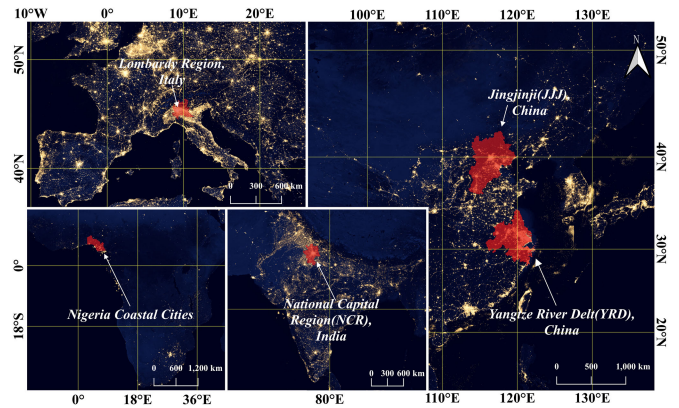 10°W 0° 10°E 20°E 100°E 110°E 120°E 130°E
50°N
40°N
Lombardy Region,
Italy
0 300 600 km
N
50°N
40°N
30°N
20°N
Jingjinji(JJJ),
China
Yangtze River Delt(YRD),
China
0 500 1,000 km
0°
18°S
Nigeria Coastal Cities
0 600 1,200 km
National Capital
Region(NCR),
India
0 300 600 km
0° 18°E 36°E 80°E 100°E 110°E 120°E 130°E